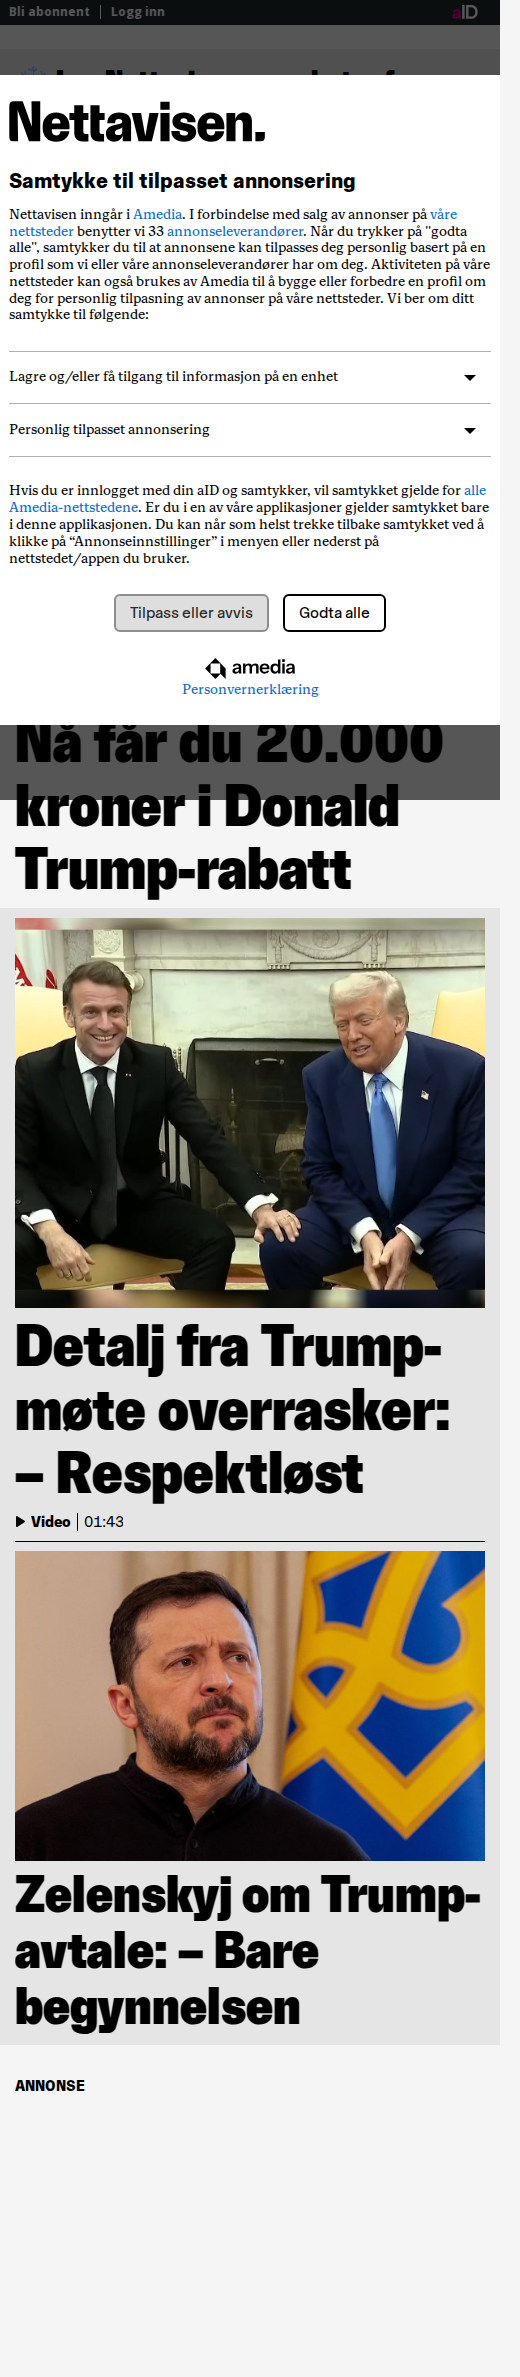 Bli abonnent | Logg inn
aID
Nettavisen.
Samtykke til tilpasset annonsering
Nettavisen inngår i Amedia. I forbindelse med salg av annonser på våre
nettsteder benytter vi 33 annonseleverandører. Når du trykker på "godta
alle", samtykker du til at annonsene kan tilpasses deg personlig basert på en
profil som vi eller våre annonseleverandører har om deg. Aktiviteten på våre
nettsteder kan også brukes av Amedia til å bygge eller forbedre en profil om
deg for personlig tilpasning av annonser på våre nettsteder. Vi ber om ditt
samtykke til følgende:
Lagre og/eller få tilgang til informasjon på en enhet
Personlig tilpasset annonsering
Hvis du er innlogget med din aID og samtykker, vil samtykket gjelde for alle
Amedia-nettstedene. Er du i en av våre applikasjoner gjelder samtykket bare
i denne applikasjonen. Du kan når som helst trekke tilbake samtykket ved å
klikke på “Annonseinnstillinger” i menyen eller nederst på
nettstedet/appen du bruker.
Tilpass eller avvis
Godta alle
amedia
Personvernerklæring
Nå får du 20.000
kroner i Donald
Trump-rabatt
Detalj fra Trump-
møte overrasker:
– Respektløst
Video | 01:43
Zelenskyj om Trump-
avtale: – Bare
begynnelsen
ANNONSE